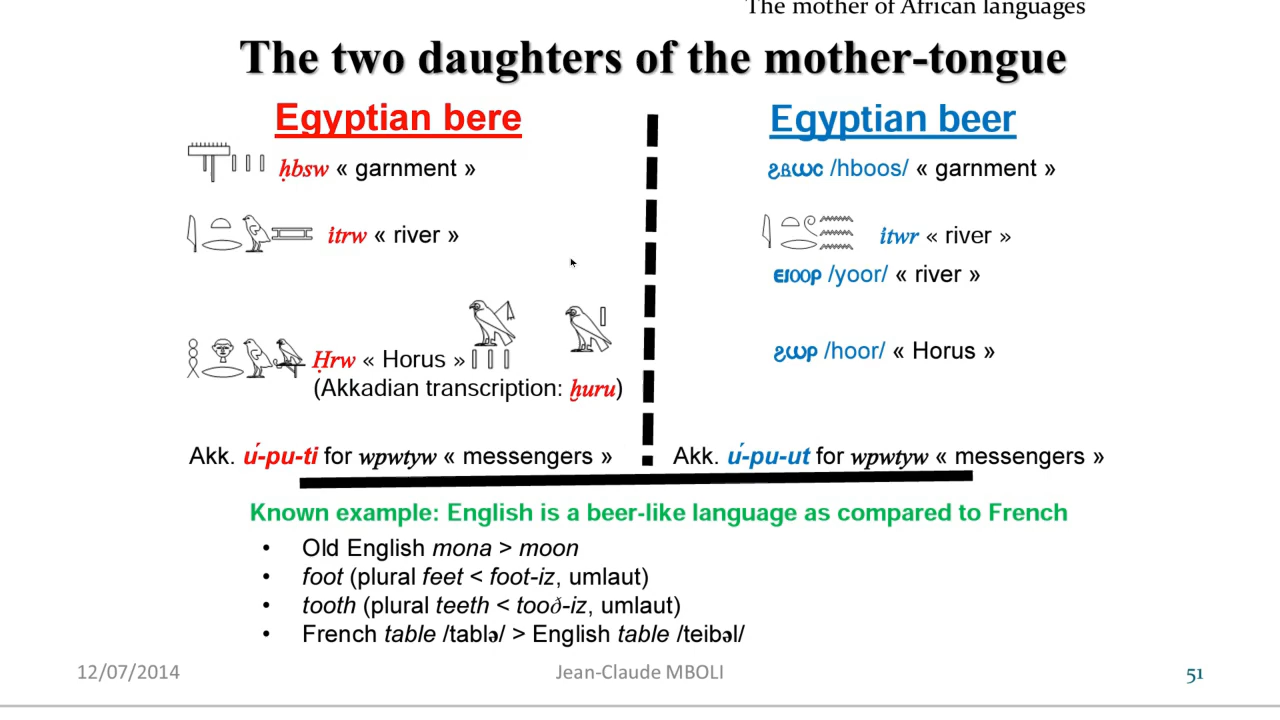 The mother of African languages
The two daughters of the mother-tongue
Egyptian bere
ḥbsw « garnment »
itrw « river »
Ḥrw « Horus »
(Akkadian transcription: ḫuru)
Akk. ú-pu-ti for wpwtyw « messengers »
Egyptian beer
ϩⲃⲱⲥ /hboos/ « garnment »
itwr « river »
ⲉⲓⲟⲟⲣ /yoor/ « river »
ϩⲱⲣ /hoor/ « Horus »
Akk. ú-pu-ut for wpwtyw « messengers »
Known example: English is a beer-like language as compared to French
• Old English mona > moon
• foot (plural feet < foot-iz, umlaut)
• tooth (plural teeth < tooð-iz, umlaut)
• French table /tablə/ > English table /teibəl/
12/07/2014
Jean-Claude MBOLI
51